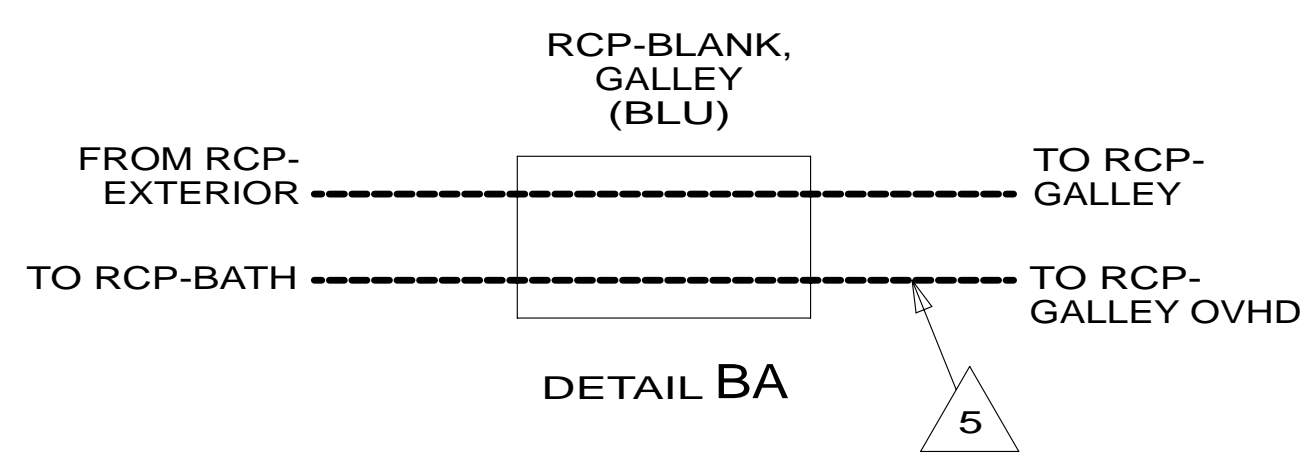 RCP-BLANK,
GALLEY
(BLU)
FROM RCP-
EXTERIOR
TO RCP-
GALLEY
TO RCP-BATH
TO RCP-
GALLEY OVHD
DETAIL BA
5